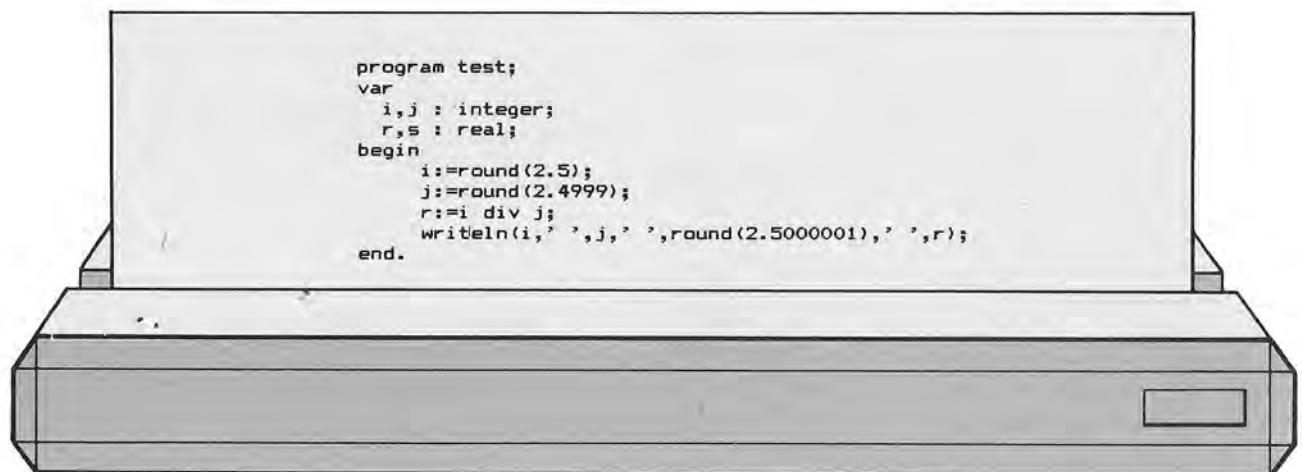 program test;
var
  i,j : integer;
  r,s : real;
begin
     i:=round(2.5);
     j:=round(2.4999);
     r:=i div j;
     writeln(i,' ',j,' ',round(2.5000001),' ',r);
end.